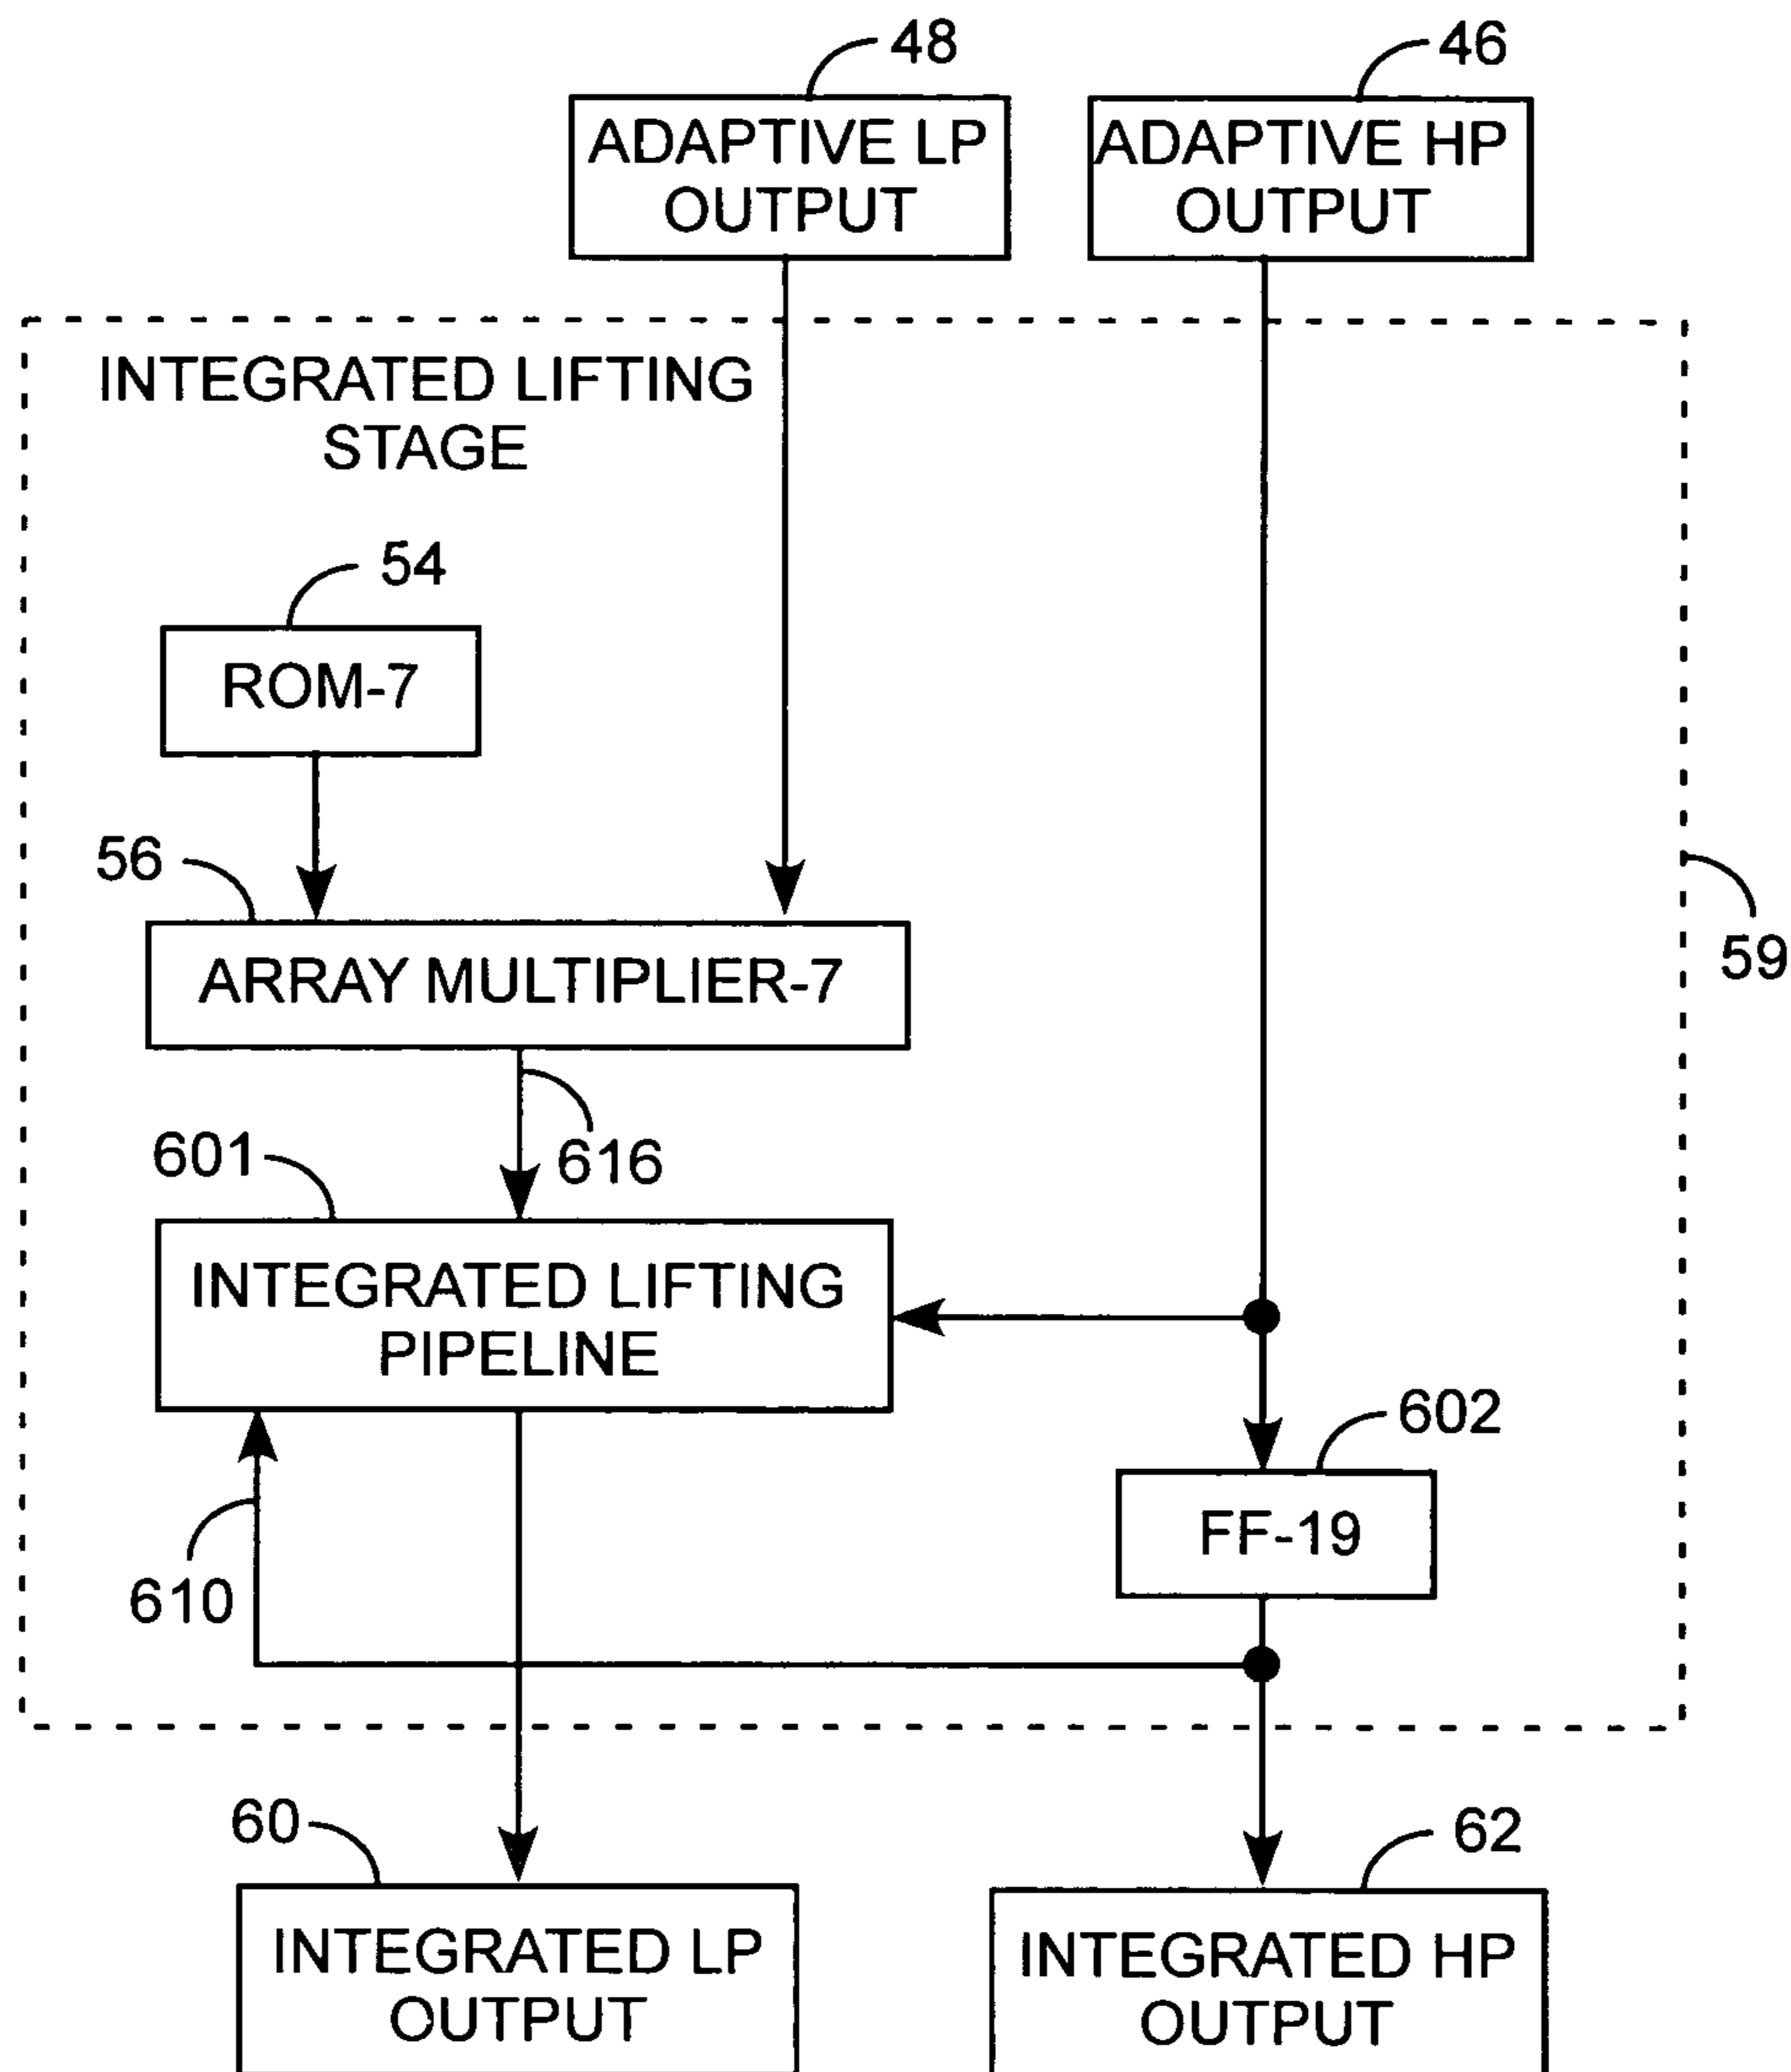 48
46
ADAPTIVE LP
OUTPUT
ADAPTIVE HP
OUTPUT
INTEGRATED LIFTING
STAGE
54
ROM-7
56
59
ARRAY MULTIPLIER-7
616
601
INTEGRATED LIFTING
PIPELINE
602
FF-19
610
60
62
INTEGRATED LP
OUTPUT
INTEGRATED HP
OUTPUT